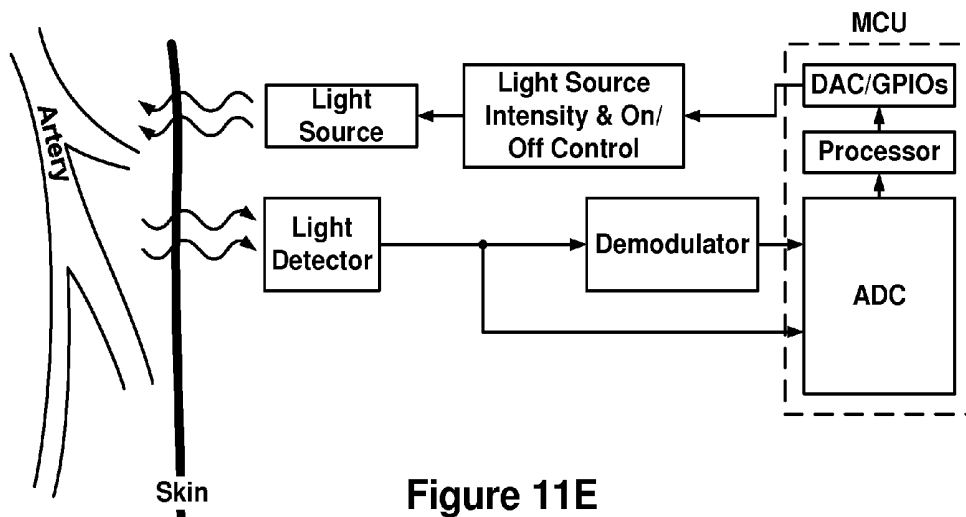 MCU
Artery
Light
Source
Light Source
Intensity & On/
Off Control
DAC/GPIOs
Processor
Light
Detector
Demodulator
ADC
Skin
Figure 11E